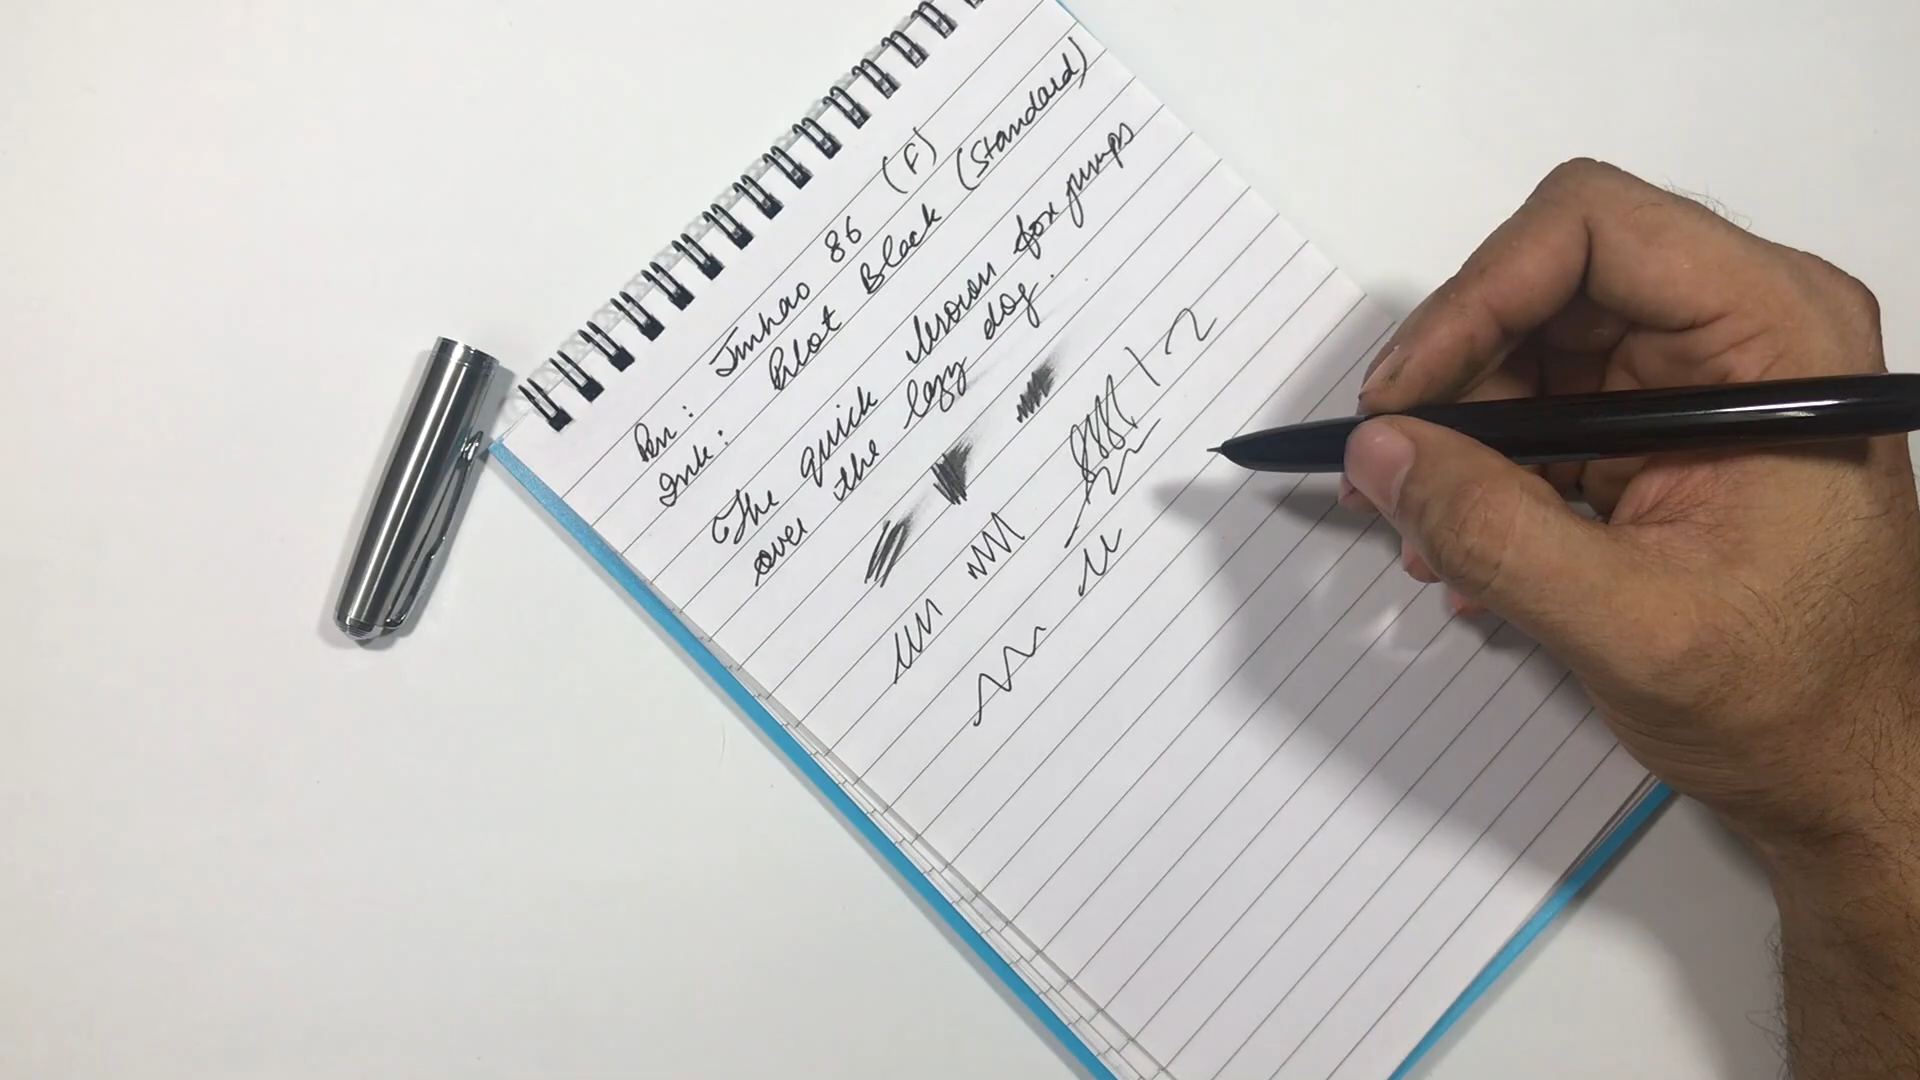 Pen: Jinhao 86 (F)
Ink: Pilot Black (Standard)
The quick brown fox jumps
over the lazy dog.